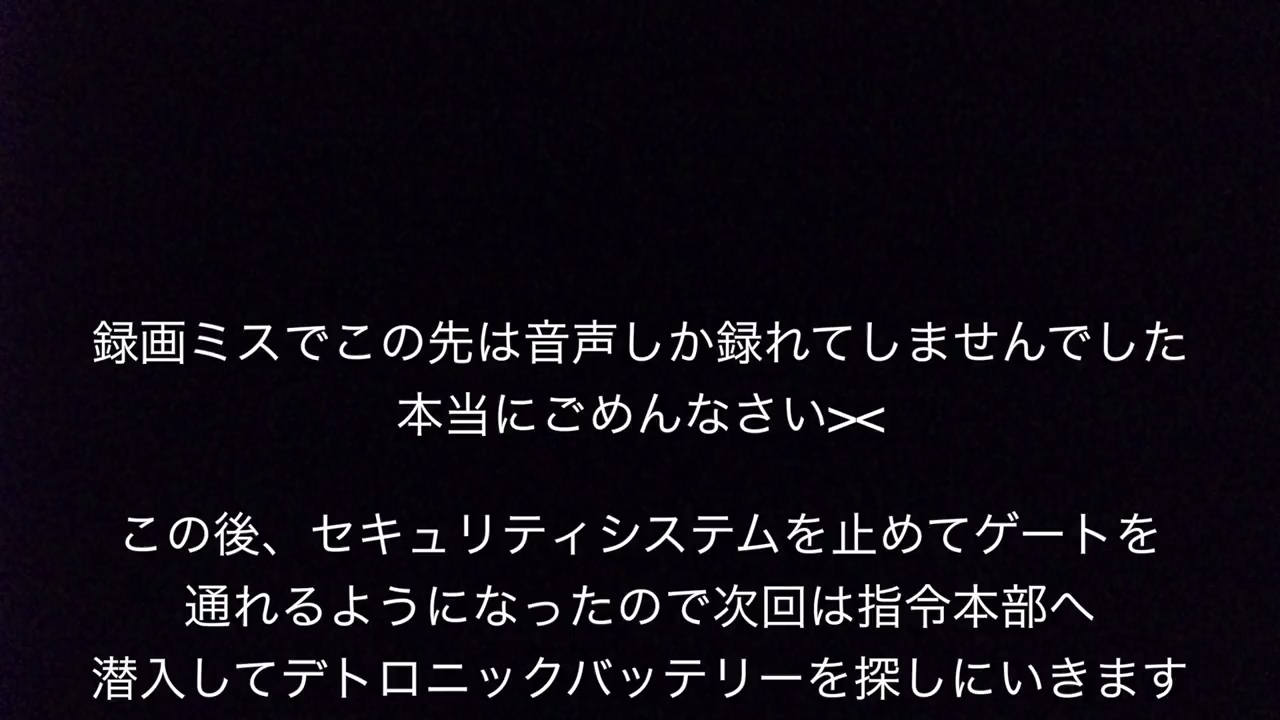 録画ミスでこの先は音声しか録れてしませんでした
本当にごめんなさい><
この後、セキュリティシステムを止めてゲートを
通れるようになったので次回は指令本部へ
潜入してデトロニックバッテリーを探しにいきます